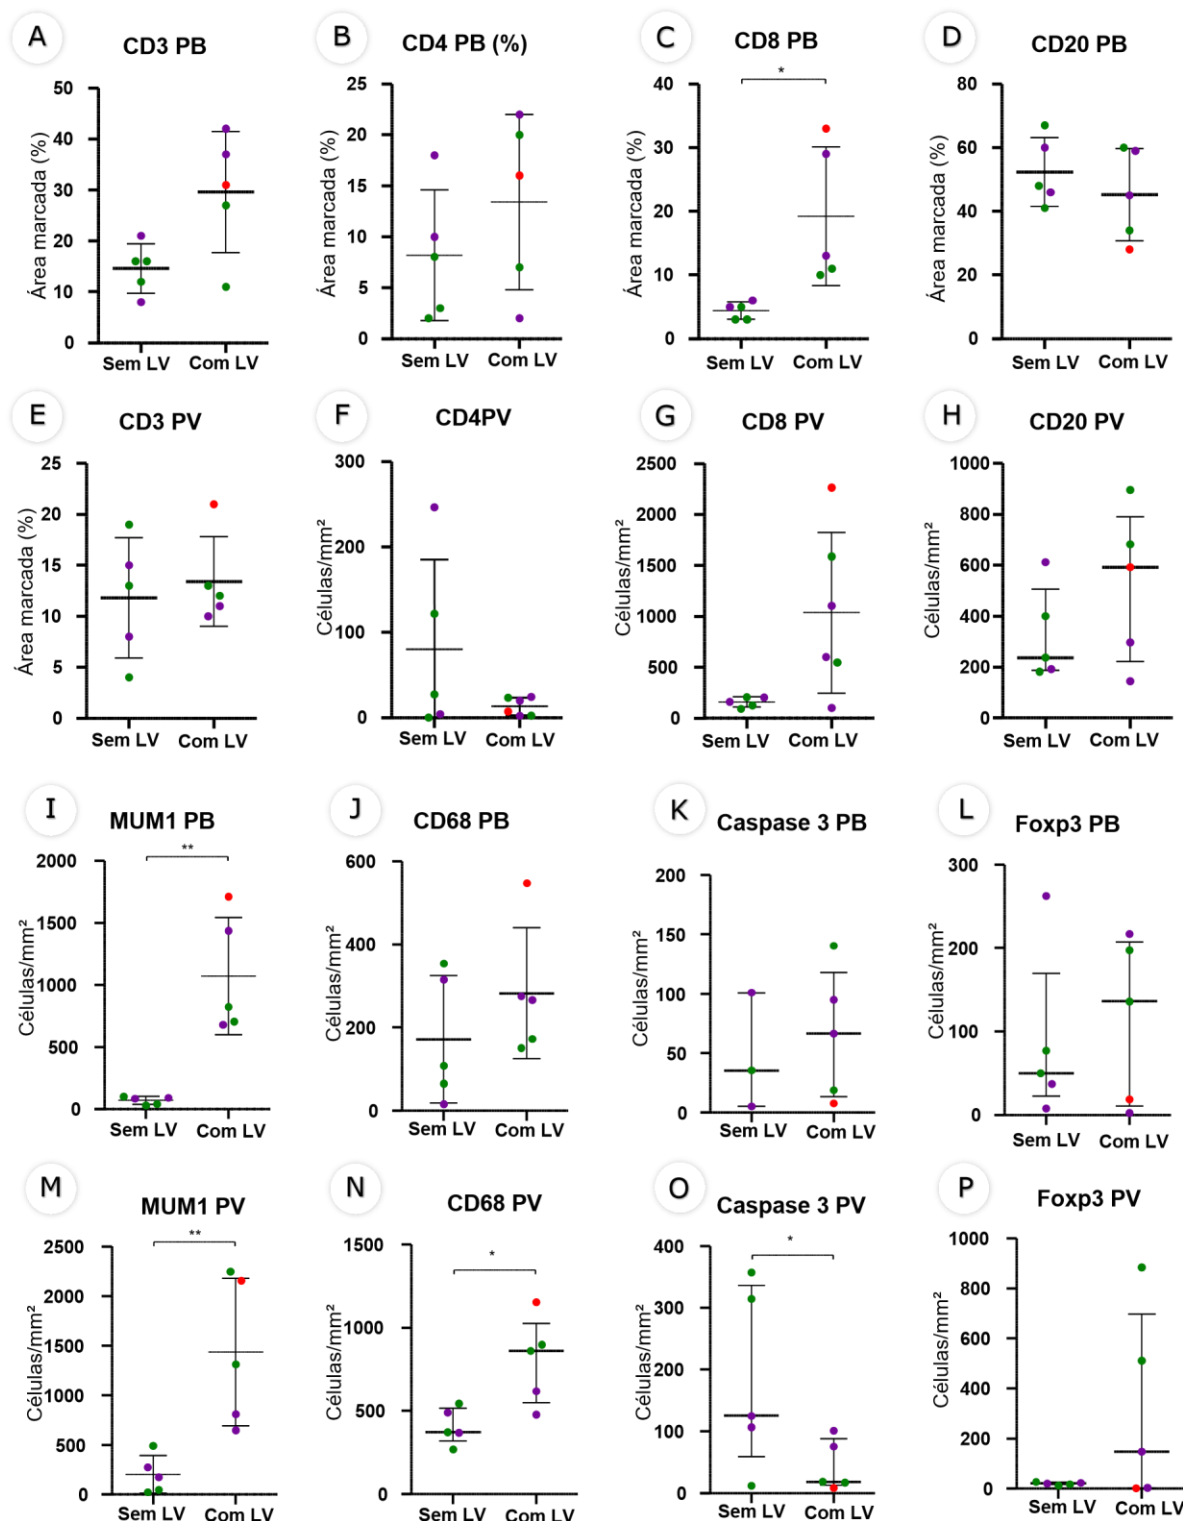 A
CD3 PB
Área marcada (%)
50
40
30
20
10
0
Sem LV
Com LV
B
CD4 PB (%)
Área marcada (%)
25
20
15
10
5
0
Sem LV
Com LV
C
CD8 PB
*
Área marcada (%)
40
30
20
10
0
Sem LV
Com LV
D
CD20 PB
Área marcada (%)
80
60
40
20
0
Sem LV
Com LV
E
CD3 PV
Área marcada (%)
25
20
15
10
5
0
Sem LV
Com LV
F
CD4PV
Células/mm²
300
200
100
0
Sem LV
Com LV
G
CD8 PV
Células/mm²
2500
2000
1500
1000
500
0
Sem LV
Com LV
H
CD20 PV
Células/mm²
1000
800
600
400
200
0
Sem LV
Com LV
I
MUM1 PB
**
Células/mm²
2000
1500
1000
500
0
Sem LV
Com LV
J
CD68 PB
Células/mm²
600
400
200
0
Sem LV
Com LV
K
Caspase 3 PB
Células/mm²
200
150
100
50
0
Sem LV
Com LV
L
Foxp3 PB
Células/mm²
300
200
100
0
Sem LV
Com LV
M
MUM1 PV
**
Células/mm²
2500
2000
1500
1000
500
0
Sem LV
Com LV
N
CD68 PV
*
Células/mm²
1500
1000
500
0
Sem LV
Com LV
O
Caspase 3 PV
*
Células/mm²
400
300
200
100
0
Sem LV
Com LV
P
Foxp3 PV
Células/mm²
1000
800
600
400
200
0
Sem LV
Com LV